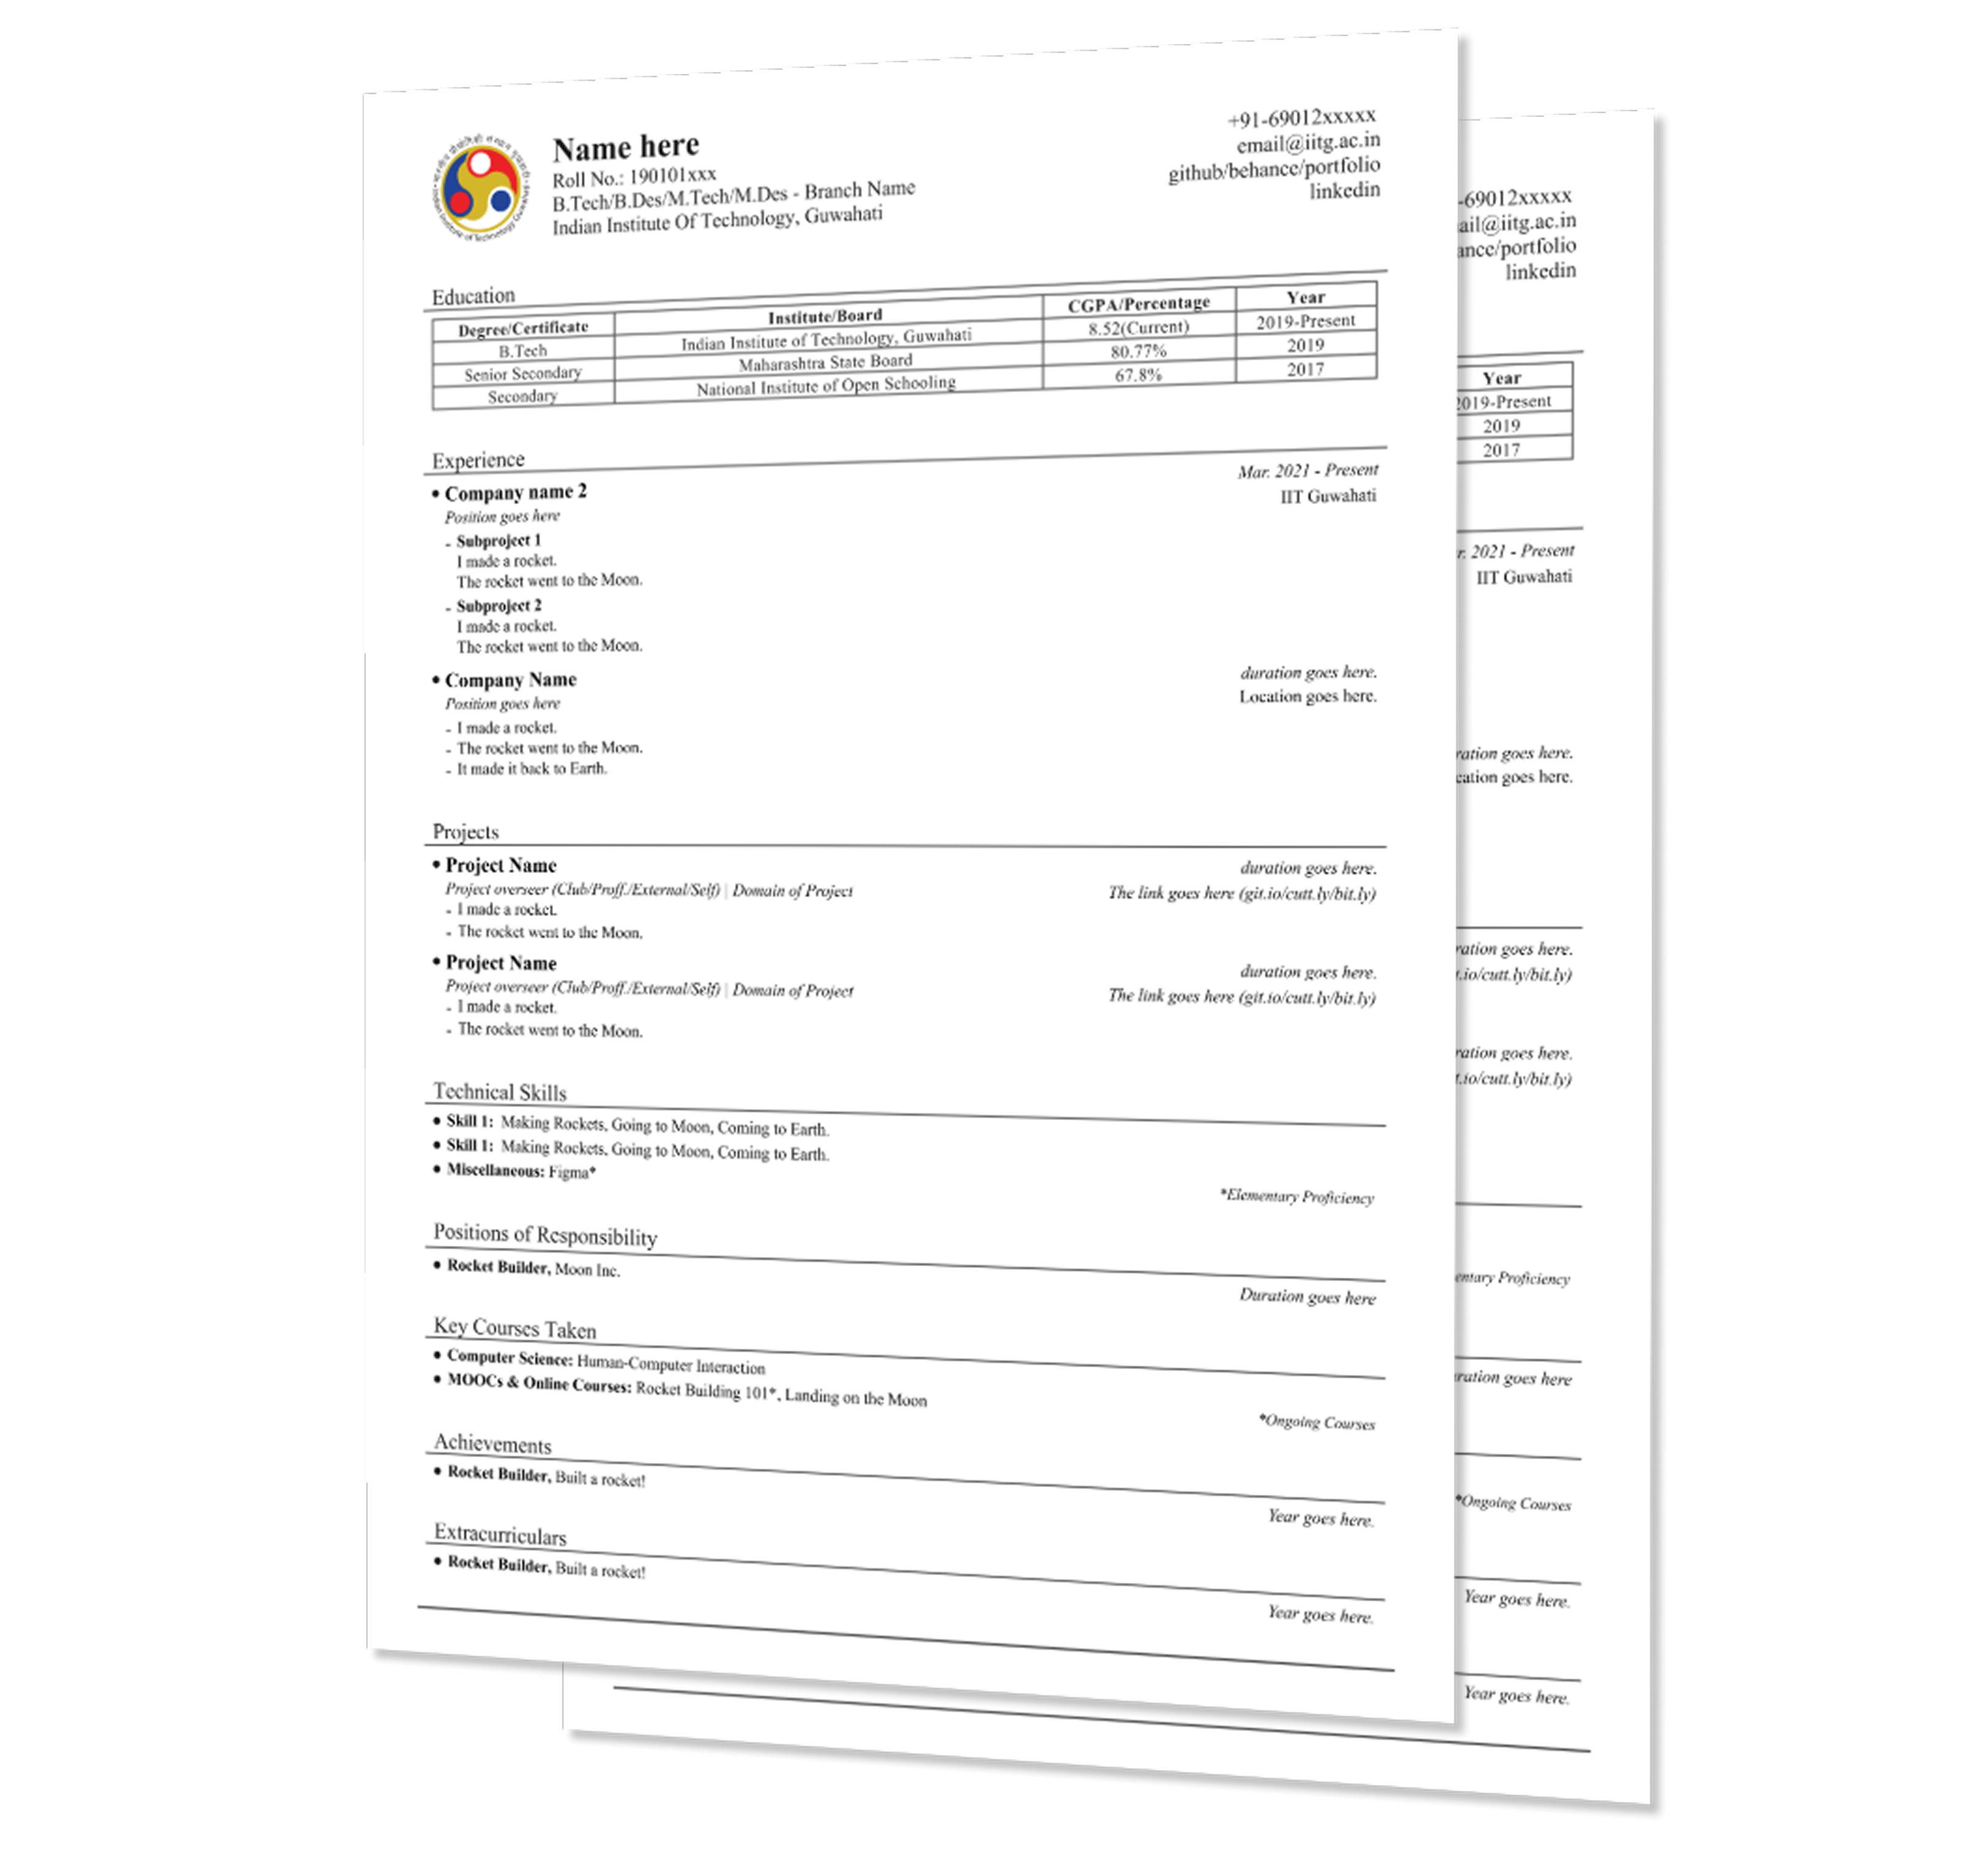 Name here
Roll No.: 190101xxx
B.Tech/B.Des/M.Tech/M.Des - Branch Name
Indian Institute Of Technology, Guwahati
+91-69012xxxxx
email@iitg.ac.in
github/behance/portfolio
linkedin
Indian Institute of Technology Guwahati
Education
Degree/Certificate Institute/Board CGPA/Percentage Year
B.Tech Indian Institute of Technology, Guwahati 8.52(Current) 2019-Present
Senior Secondary Maharashtra State Board 80.77% 2019
Secondary National Institute of Open Schooling 67.8% 2017
Experience
• Company name 2 Mar. 2021 - Present
Position goes here IIT Guwahati
- Subproject 1
I made a rocket.
The rocket went to the Moon.
- Subproject 2
I made a rocket.
The rocket went to the Moon.
• Company Name duration goes here.
Position goes here Location goes here.
- I made a rocket.
- The rocket went to the Moon.
- It made it back to Earth.
Projects
• Project Name duration goes here.
Project overseer (Club/Proff./External/Self) | Domain of Project The link goes here (git.io/cutt.ly/bit.ly)
- I made a rocket.
- The rocket went to the Moon.
• Project Name duration goes here.
Project overseer (Club/Proff./External/Self) | Domain of Project The link goes here (git.io/cutt.ly/bit.ly)
- I made a rocket.
- The rocket went to the Moon.
Technical Skills
• Skill 1: Making Rockets, Going to Moon, Coming to Earth.
• Skill 1: Making Rockets, Going to Moon, Coming to Earth.
• Miscellaneous: Figma*
*Elementary Proficiency
Positions of Responsibility
• Rocket Builder, Moon Inc.
Duration goes here
Key Courses Taken
• Computer Science: Human-Computer Interaction
• MOOCs & Online Courses: Rocket Building 101*, Landing on the Moon
*Ongoing Courses
Achievements
• Rocket Builder, Built a rocket!
Year goes here.
Extracurriculars
• Rocket Builder, Built a rocket!
Year goes here.
-69012xxxxx
ail@iitg.ac.in
ance/portfolio
linkedin
Year
2019-Present
2019
2017
r. 2021 - Present
IIT Guwahati
ration goes here.
cation goes here.
ration goes here.
t.io/cutt.ly/bit.ly)
ration goes here.
t.io/cutt.ly/bit.ly)
entary Proficiency
ration goes here
*Ongoing Courses
Year goes here.
Year goes here.